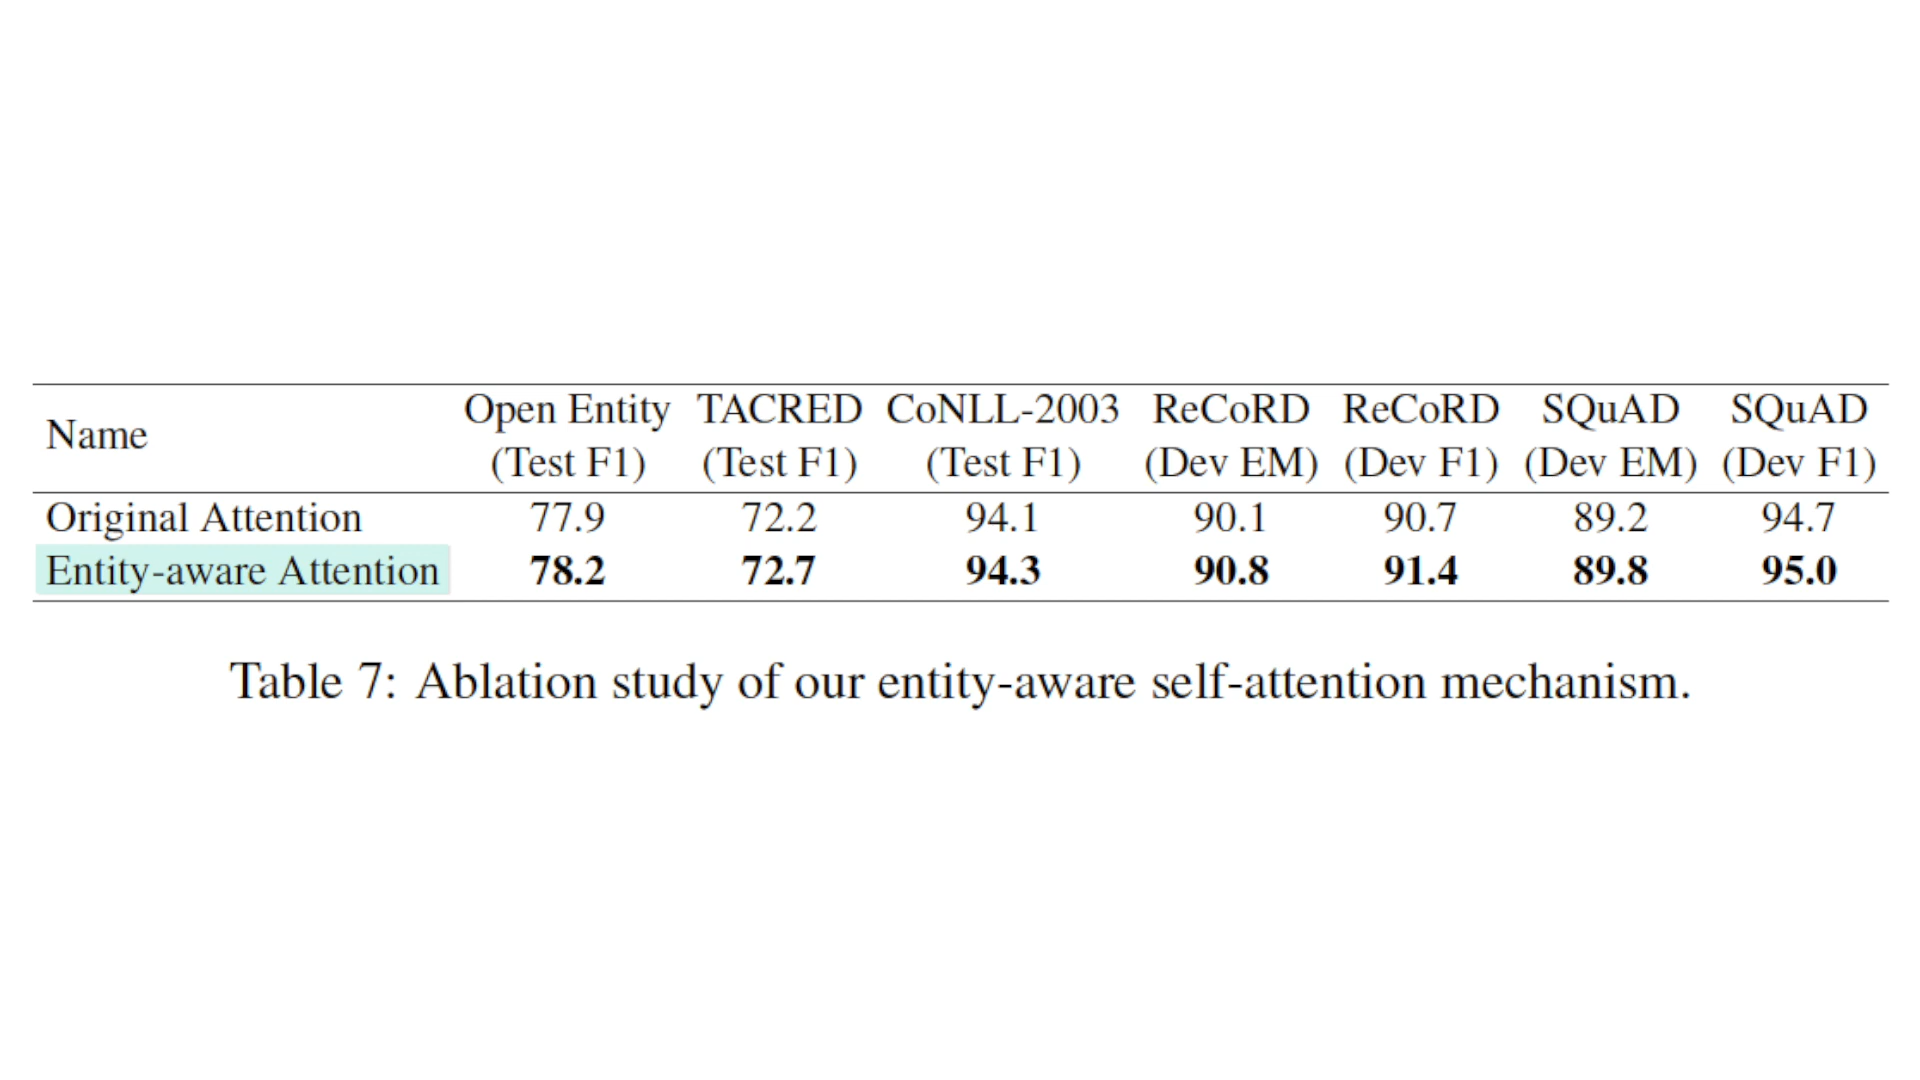 Name Open Entity (Test F1) TACRED (Test F1) CoNLL-2003 (Test F1) ReCoRD (Dev EM) ReCoRD (Dev F1) SQuAD (Dev EM) SQuAD (Dev F1)
Original Attention 77.9 72.2 94.1 90.1 90.7 89.2 94.7
Entity-aware Attention 78.2 72.7 94.3 90.8 91.4 89.8 95.0
Table 7: Ablation study of our entity-aware self-attention mechanism.